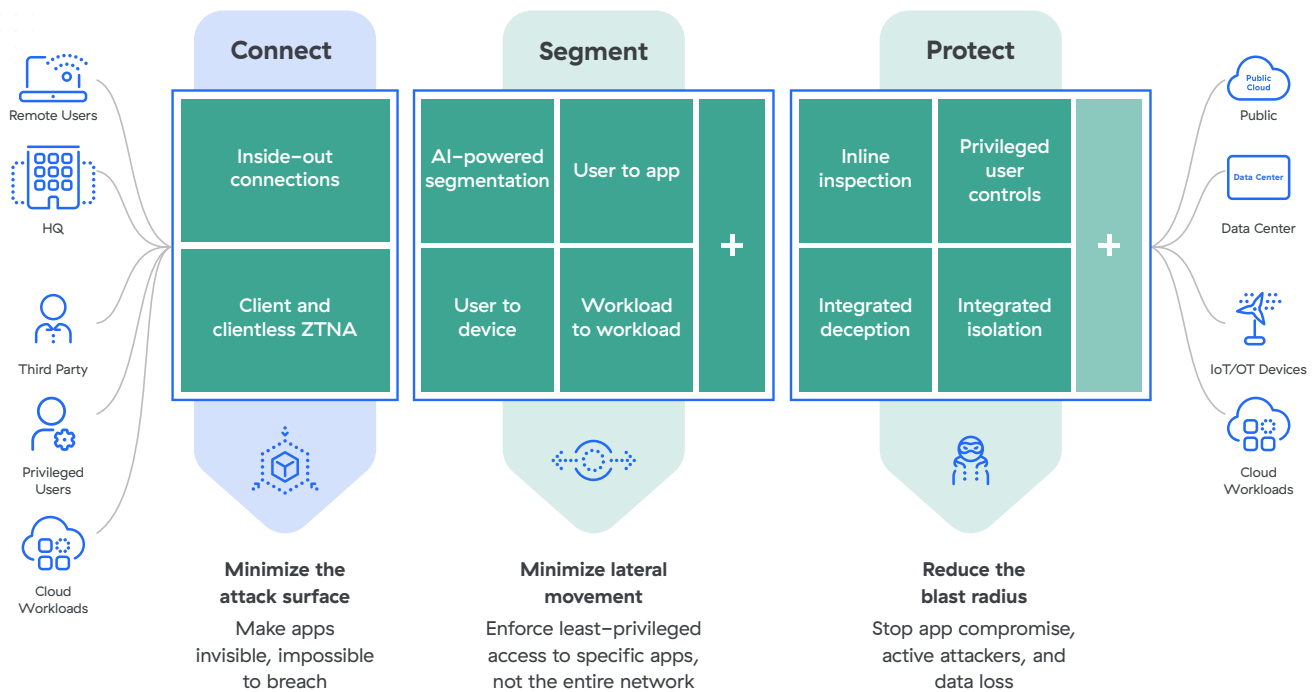 Connect
Segment
Protect
Remote Users
HQ
Third Party
Privileged
Users
Cloud
Workloads
Inside-out
connections
Client and
clientless ZTNA
AI-powered
segmentation
User to app
User to
device
Workload
to workload
+
Inline
inspection
Privileged
user
controls
Integrated
deception
Integrated
isolation
+
Public
Cloud
Public
Data Center
Data Center
IoT/OT Devices
Cloud
Workloads
Minimize the
attack surface
Make apps
invisible, impossible
to breach
Minimize lateral
movement
Enforce least-privileged
access to specific apps,
not the entire network
Reduce the
blast radius
Stop app compromise,
active attackers, and
data loss